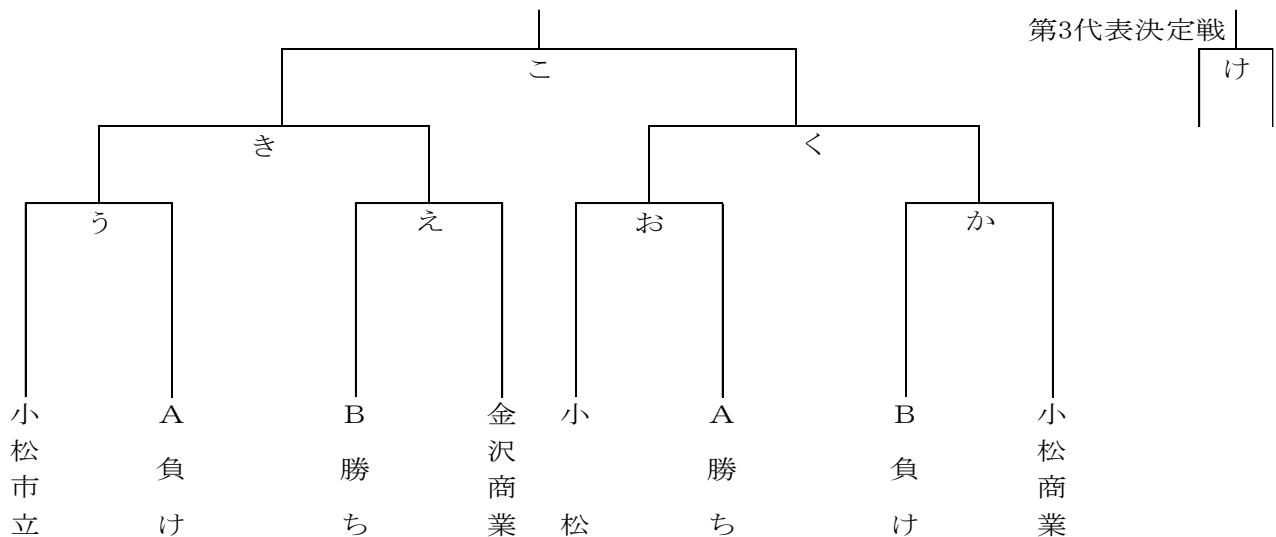 第3代表決定戦
こ
け
き
く
う
え
お
か
小松市立
A負け
B勝ち
金沢商業
小松
A勝ち
B負け
小松商業